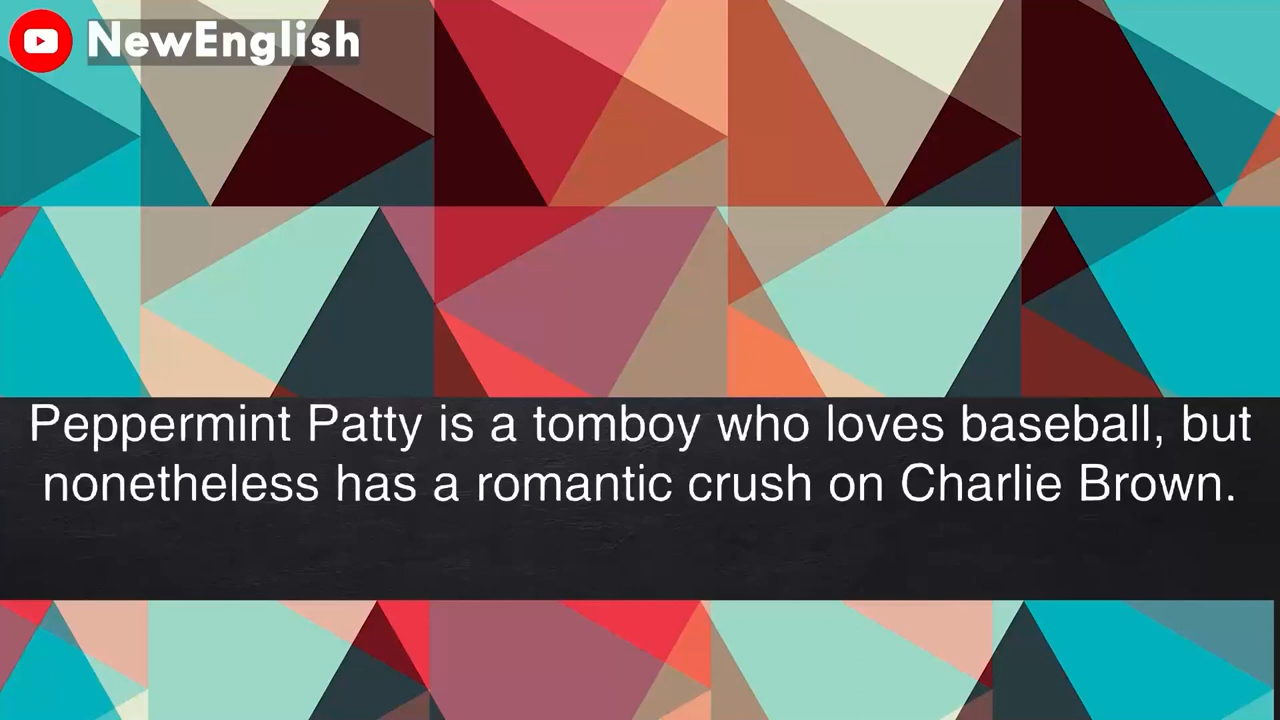 NewEnglish
Peppermint Patty is a tomboy who loves baseball, but
nonetheless has a romantic crush on Charlie Brown.